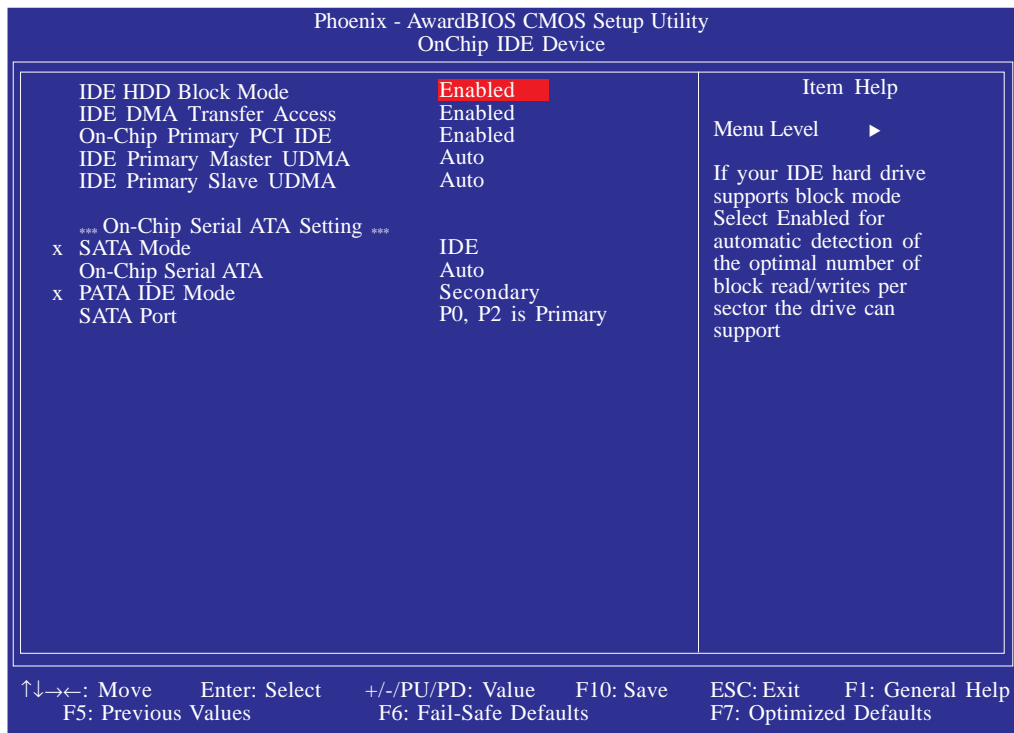 Phoenix - AwardBIOS CMOS Setup Utility
OnChip IDE Device
IDE HDD Block Mode Enabled
IDE DMA Transfer Access Enabled
On-Chip Primary PCI IDE Enabled
IDE Primary Master UDMA Auto
IDE Primary Slave UDMA Auto
*** On-Chip Serial ATA Setting ***
x SATA Mode IDE
On-Chip Serial ATA Auto
x PATA IDE Mode Secondary
SATA Port P0, P2 is Primary
Item Help
Menu Level ►
If your IDE hard drive
supports block mode
Select Enabled for
automatic detection of
the optimal number of
block read/writes per
sector the drive can
support
↑↓→←: Move Enter: Select +/-/PU/PD: Value F10: Save ESC: Exit F1: General Help
F5: Previous Values F6: Fail-Safe Defaults F7: Optimized Defaults